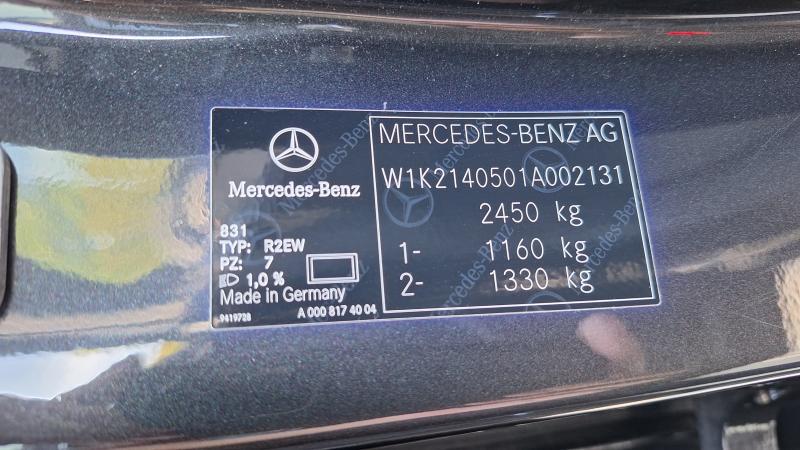 Mercedes-Benz
831
TYP: R2EW
PZ: 7
1,0 %
Made in Germany
9419728
A 000 817 40 04
MERCEDES-BENZ AG
W1K2140501A002131
2450 kg
1- 1160 kg
2- 1330 kg